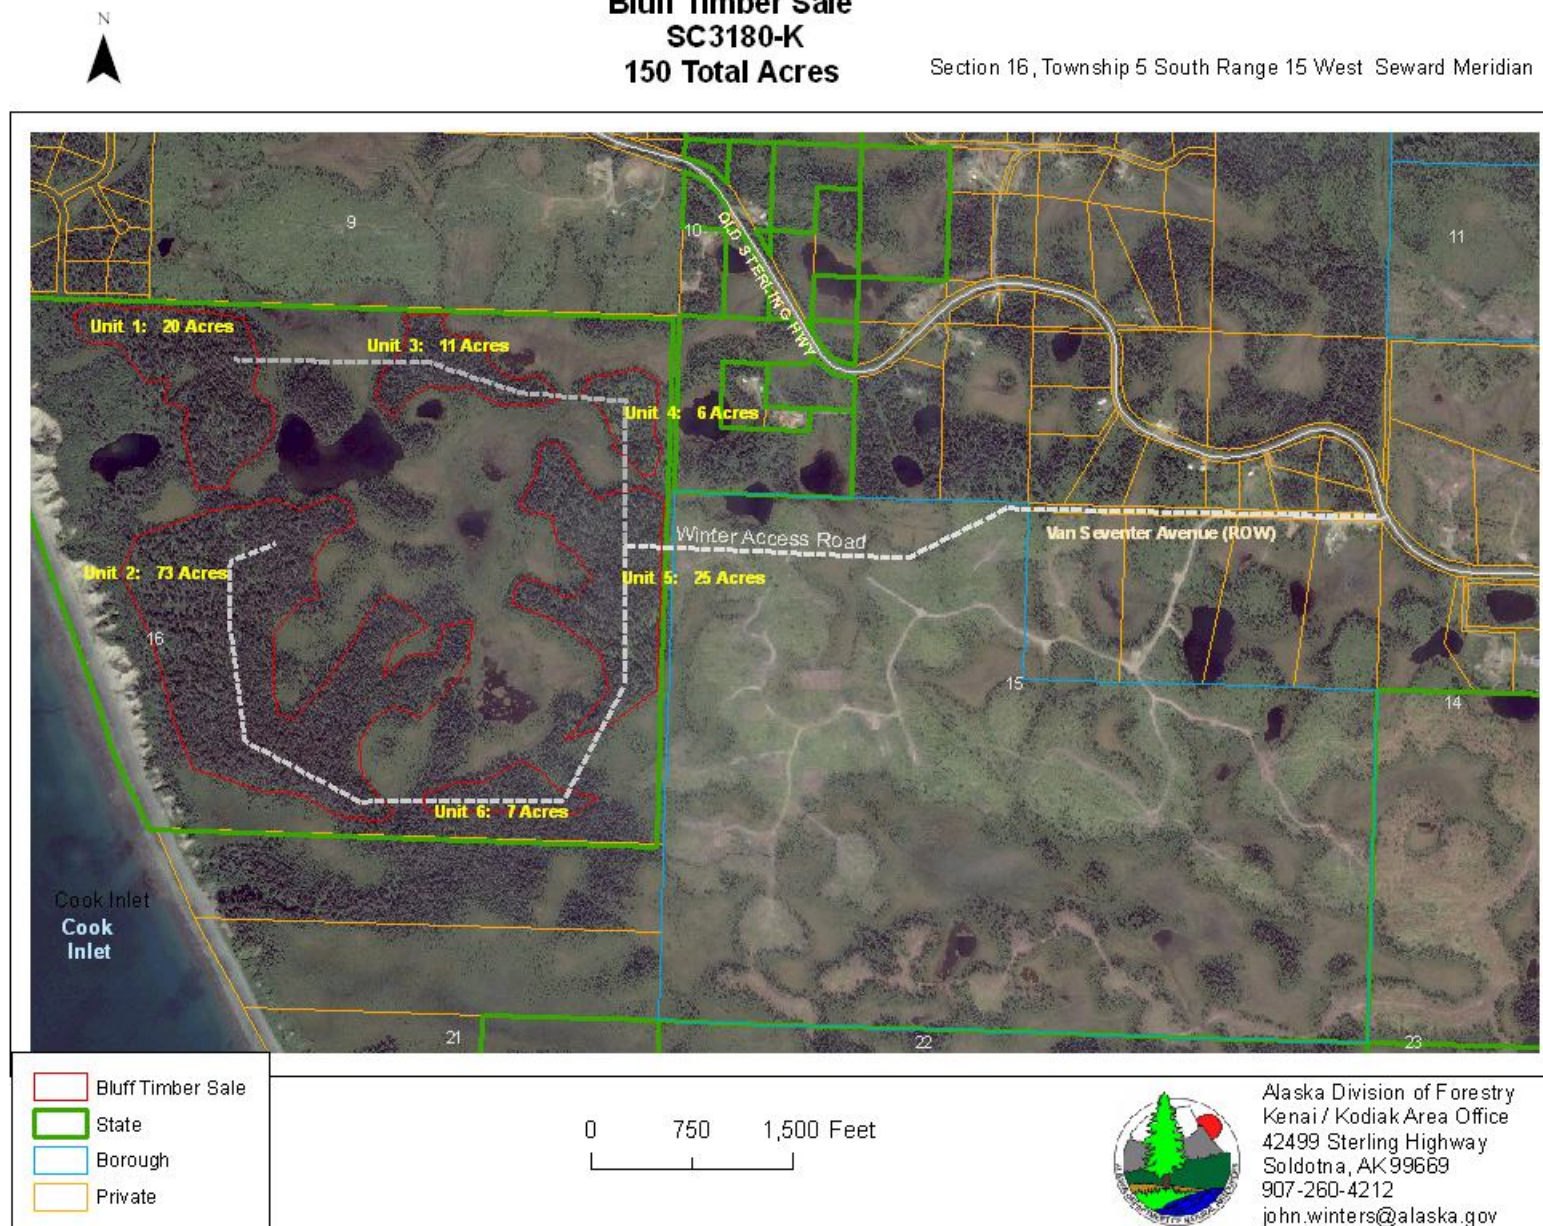 N
Bluff Timber Sale
SC3180-K
150 Total Acres
Section 16, Township 5 South Range 15 West Seward Meridian
9
10
11
OLD STERLING HWY
Unit 1: 20 Acres
Unit 3: 11 Acres
Unit 4: 6 Acres
Winter Access Road
Van Seventer Avenue (ROW)
Unit 2: 73 Acres
Unit 5: 25 Acres
16
15
14
Unit 6: 7 Acres
Cook Inlet
Cook
Inlet
21
22
23
Bluff Timber Sale
State
Borough
Private
0 750 1,500 Feet
Alaska Division of Forestry
Kenai / Kodiak Area Office
42499 Sterling Highway
Soldotna, AK 99669
907-260-4212
john.winters@alaska.gov